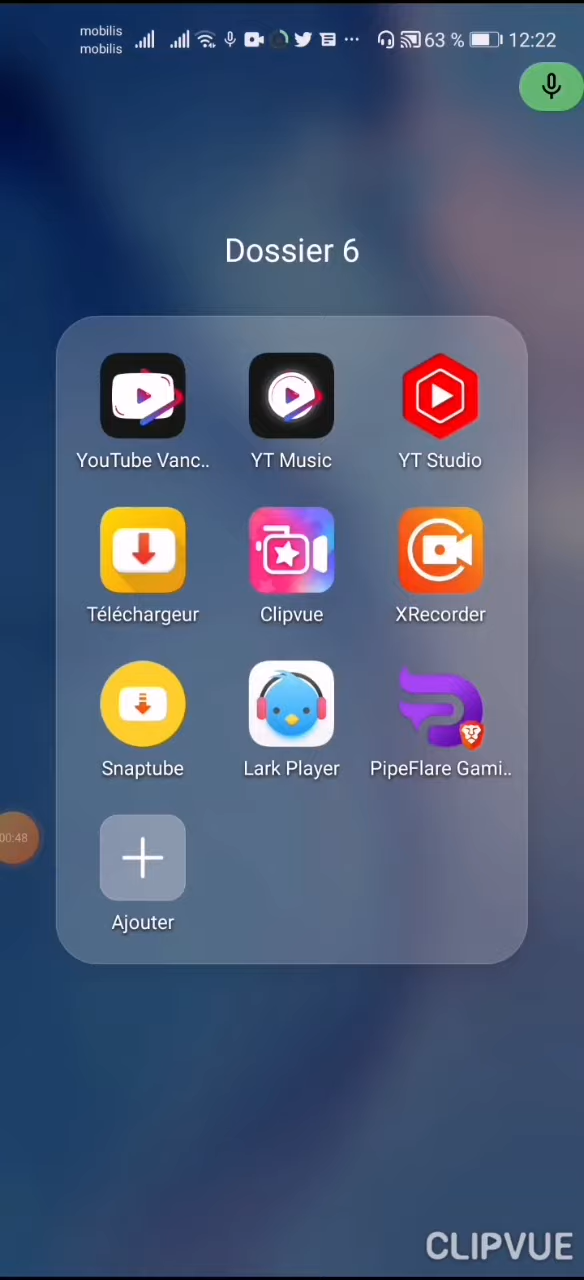 mobilis
mobilis
63 % 12:22
Dossier 6
YouTube Vanc..
YT Music
YT Studio
Téléchargeur
Clipvue
XRecorder
Snaptube
Lark Player
PipeFlare Gami..
00:48
Ajouter
CLIPVUE